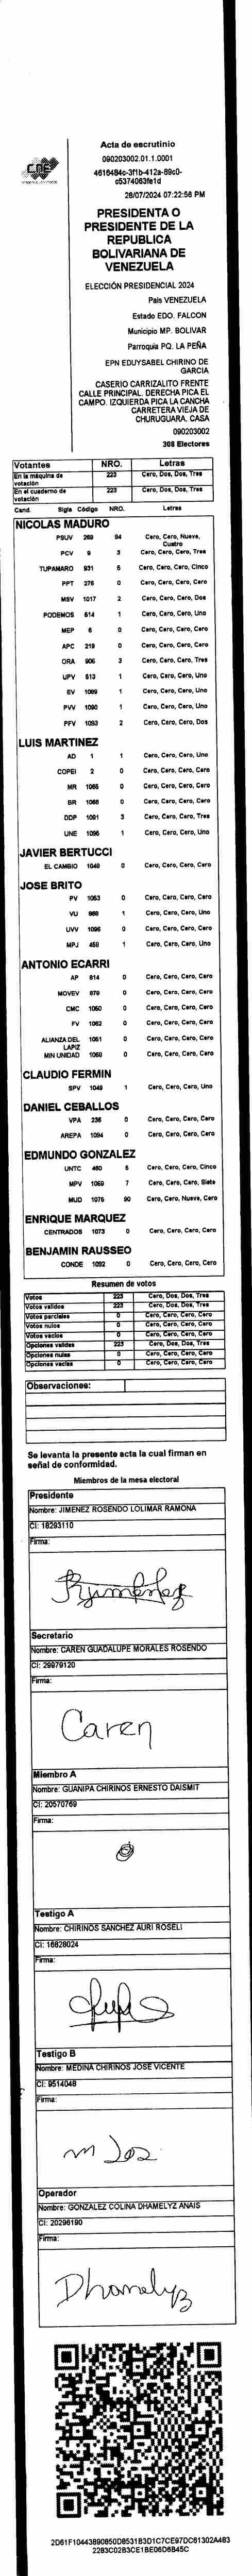 CNE
Acta de escrutinio
090203002.01.1.0001
28/07/2024 07:22:56 PM
PRESIDENTA O
PRESIDENTE DE LA
REPUBLICA
BOLIVARIANA DE
VENEZUELA
ELECCIÓN PRESIDENCIAL 2024
Pais VENEZUELA
Estado EDO. FALCON
Municipio MP. BOLIVAR
Parroquia PQ. LA PEÑA
EPN EDUYSABEL CHIRINO DE
GARCIA
CASERIO CARRIZALITO FRENTE
CALLE PRINCIPAL. DERECHA PICA EL
CAMPO. IZQUIERDA PICA LA CANCHA
CARRETERA VIEJA DE
CHURUGUARA. CASA
090203002
308 Electores
Votantes NRO. Letras
En la máquina de votación 223 Cero, Dos, Dos, Tres
En el cuaderno de votación 223 Cero, Dos, Dos, Tres
Cand. Sigla Código NRO. Letras
NICOLAS MADURO
PSUV 269 94 Cero, Cero, Nueve, Cuatro
PCV 9 3 Cero, Cero, Cero, Tres
TUPAMARO 931 5 Cero, Cero, Cero, Cinco
PPT 276 0 Cero, Cero, Cero, Cero
MSV 1017 2 Cero, Cero, Cero, Dos
PODEMOS 514 1 Cero, Cero, Cero, Uno
MEP 6 0 Cero, Cero, Cero, Cero
APC 219 0 Cero, Cero, Cero, Cero
ORA 906 3 Cero, Cero, Cero, Tres
UPV 513 1 Cero, Cero, Cero, Uno
EV 1089 1 Cero, Cero, Cero, Uno
PVV 1090 1 Cero, Cero, Cero, Uno
PFV 1093 2 Cero, Cero, Cero, Dos
LUIS MARTINEZ
AD 1 1 Cero, Cero, Cero, Uno
COPEI 2 0 Cero, Cero, Cero, Cero
MR 1065 0 Cero, Cero, Cero, Cero
BR 1066 0 Cero, Cero, Cero, Cero
DDP 1091 3 Cero, Cero, Cero, Tres
UNE 1095 1 Cero, Cero, Cero, Uno
JAVIER BERTUCCI
EL CAMBIO 1048 0 Cero, Cero, Cero, Cero
JOSE BRITO
PV 1053 0 Cero, Cero, Cero, Cero
VU 868 1 Cero, Cero, Cero, Uno
UVV 1096 0 Cero, Cero, Cero, Cero
MPJ 458 1 Cero, Cero, Cero, Uno
ANTONIO ECARRI
AP 814 0 Cero, Cero, Cero, Cero
MOVEV 879 0 Cero, Cero, Cero, Cero
CMC 1050 0 Cero, Cero, Cero, Cero
FV 1062 0 Cero, Cero, Cero, Cero
ALIANZA DEL LAPIZ 1051 0 Cero, Cero, Cero, Cero
MIN UNIDAD 1059 0 Cero, Cero, Cero, Cero
CLAUDIO FERMIN
SPV 1049 1 Cero, Cero, Cero, Uno
DANIEL CEBALLOS
VPA 236 0 Cero, Cero, Cero, Cero
AREPA 1094 0 Cero, Cero, Cero, Cero
EDMUNDO GONZALEZ
UNTC 460 5 Cero, Cero, Cero, Cinco
MPV 1069 7 Cero, Cero, Cero, Siete
MUD 1075 90 Cero, Cero, Nueve, Cero
ENRIQUE MARQUEZ
CENTRADOS 1073 0 Cero, Cero, Cero, Cero
BENJAMIN RAUSSEO
CONDE 1092 0 Cero, Cero, Cero, Cero
Resumen de votos
Votos 223 Cero, Dos, Dos, Tres
Votos validos 223 Cero, Dos, Dos, Tres
Votos parciales 0 Cero, Cero, Cero, Cero
Votos nulos 0 Cero, Cero, Cero, Cero
Votos vacios 0 Cero, Cero, Cero, Cero
Opciones validas 223 Cero, Dos, Dos, Tres
Opciones nulas 0 Cero, Cero, Cero, Cero
Opciones vacias 0 Cero, Cero, Cero, Cero
Observaciones:
Se levanta la presente acta la cual firman en
señal de conformidad.
Miembros de la mesa electoral
Presidente
Nombre: JIMENEZ ROSENDO LOLIMAR RAMONA
CI: 18293110
Firma:
Secretario
Nombre: CAREN GUADALUPE MORALES ROSENDO
CI: 29979120
Firma:
Caren
Miembro A
Nombre: GUANIPA CHIRINOS ERNESTO DAISMIT
CI: 20570769
Firma:
Testigo A
Nombre: CHIRINOS SANCHEZ AURI ROSELI
CI: 16828024
Firma:
Testigo B
Nombre: MEDINA CHIRINOS JOSE VICENTE
CI: 9514048
Firma:
Operador
Nombre: GONZALEZ COLINA DHAMELYZ ANAIS
CI: 20296190
Firma:
Dhamelyz